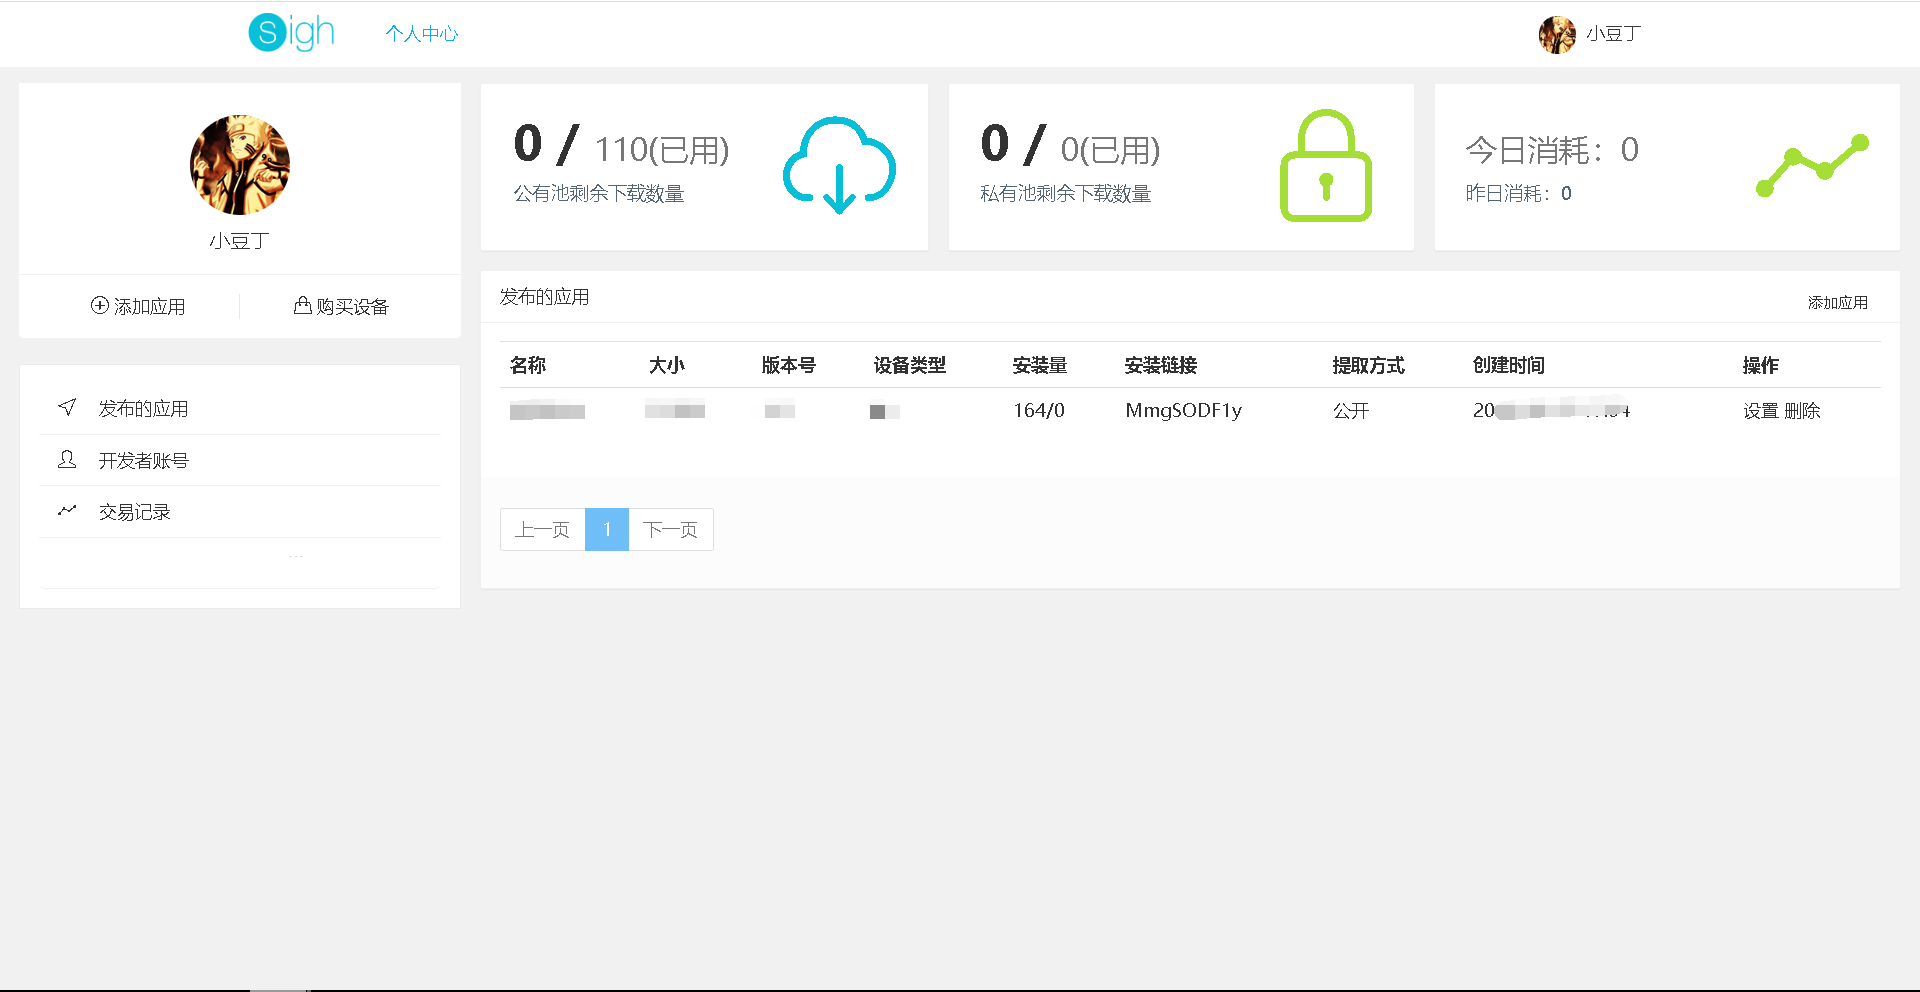 Sigh
个人中心
小豆丁
小豆丁
添加应用
购买设备
发布的应用
开发者账号
交易记录
...
0 / 110(已用)
公有池剩余下载数量
0 / 0(已用)
私有池剩余下载数量
今日消耗：0
昨日消耗：0
发布的应用
添加应用
名称 大小 版本号 设备类型 安装量 安装链接 提取方式 创建时间 操作
164/0 MmgSODF1y 公开 20 设置 删除
上一页 1 下一页